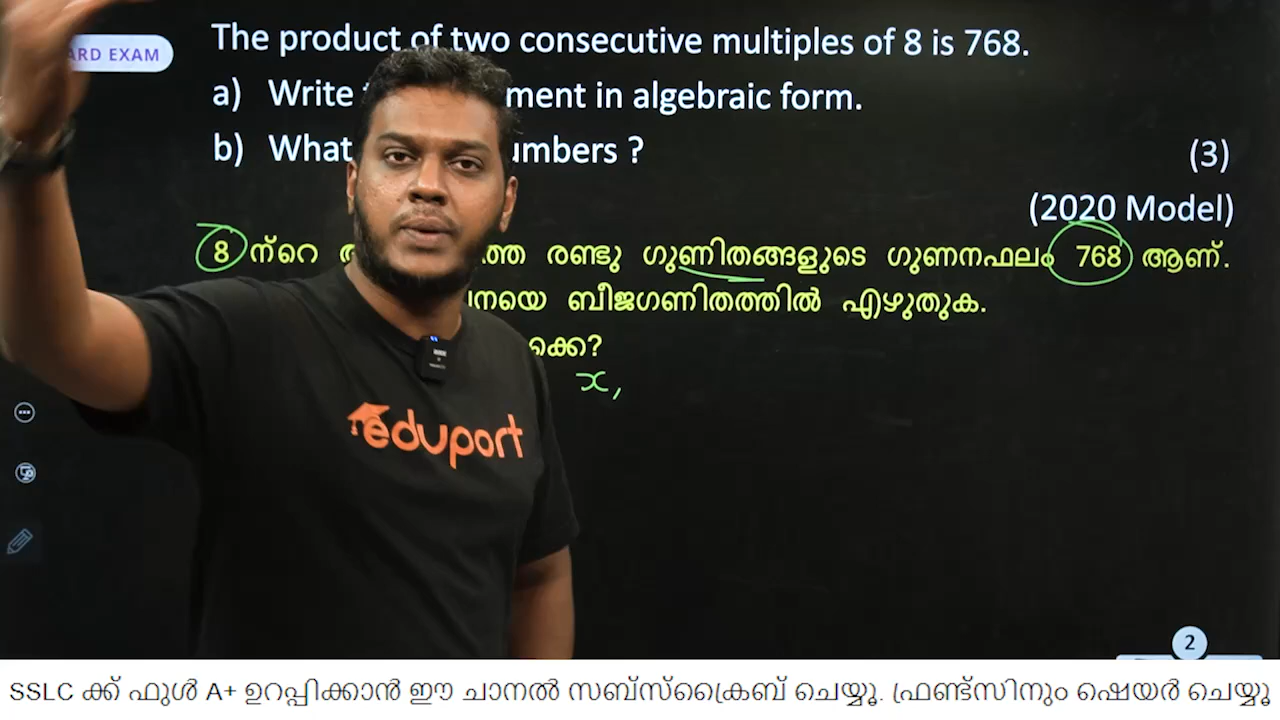 ARD EXAM
The product of two consecutive multiples of 8 is 768.
a) Write ment in algebraic form.
b) What umbers ?
(3)
(2020 Model)
8 ന്റെ ത്ത രണ്ടു ഗുണിതങ്ങളുടെ ഗുണനഫലം 768 ആണ്.
നയെ ബീജഗണിതത്തിൽ എഴുതുക.
ക്കെ?
x,
eduport
2
SSLC ക്ക് ഫുൾ A+ ഉറപ്പിക്കാൻ ഈ ചാനൽ സബ്സ്ക്രൈബ് ചെയ്യൂ. ഫ്രണ്ട്സിനും ഷെയർ ചെയ്യൂ